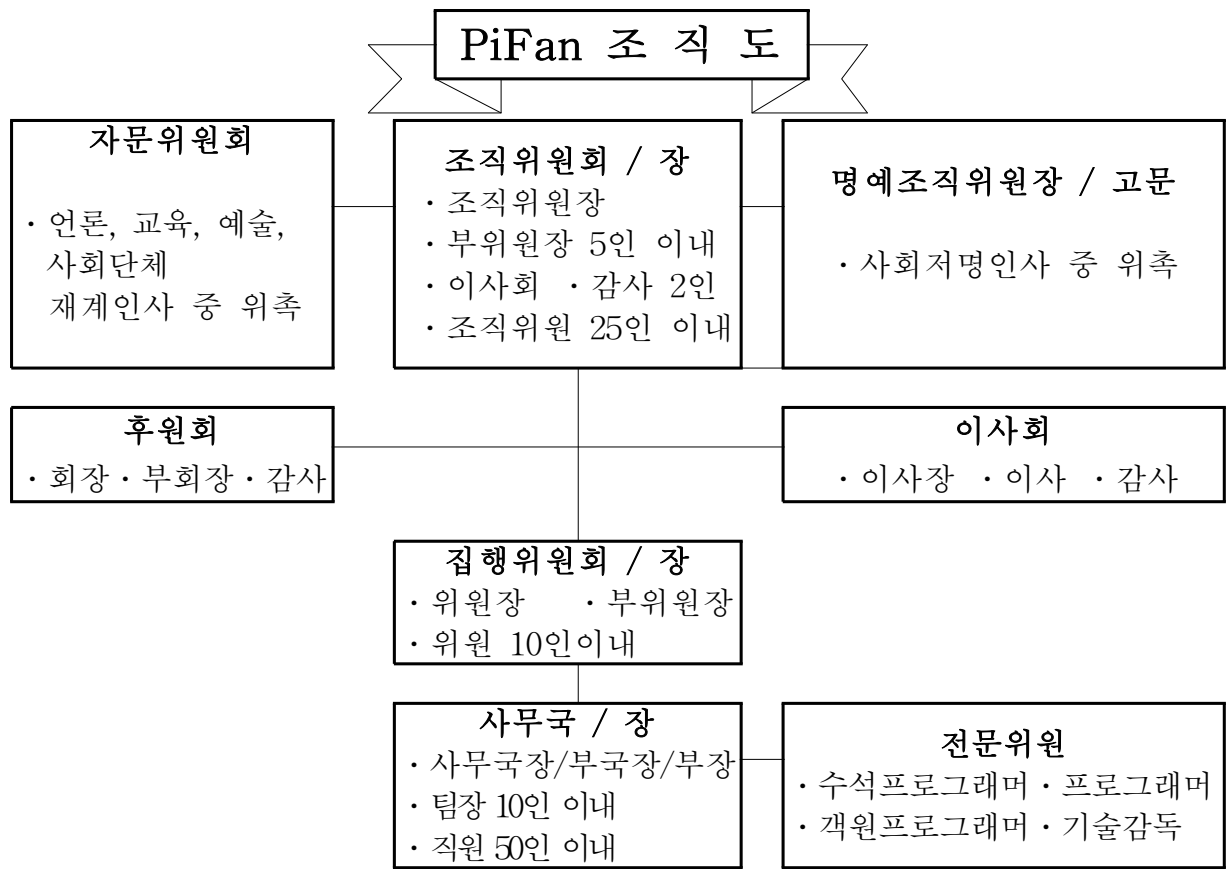 PiFan 조 직 도
자문위원회
· 언론, 교육, 예술,
사회단체
재계인사 중 위촉
조직위원회 / 장
· 조직위원장
· 부위원장 5인 이내
· 이사회 · 감사 2인
· 조직위원 25인 이내
명예조직위원장 / 고문
· 사회저명인사 중 위촉
후원회
· 회장 · 부회장 · 감사
이사회
· 이사장 · 이사 · 감사
집행위원회 / 장
· 위원장 · 부위원장
· 위원 10인이내
사무국 / 장
· 사무국장/부국장/부장
· 팀장 10인 이내
· 직원 50인 이내
전문위원
· 수석프로그래머 · 프로그래머
· 객원프로그래머 · 기술감독